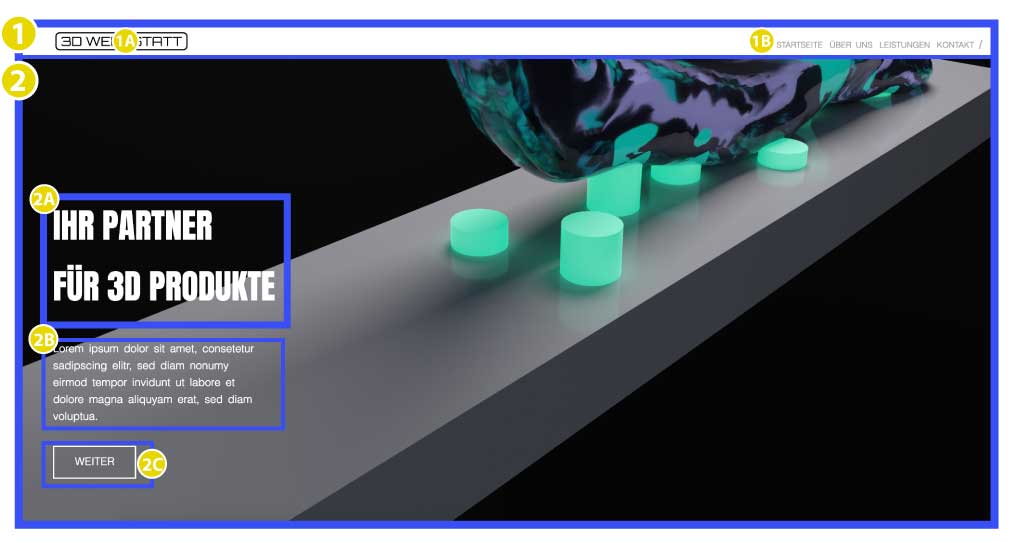 1
3D WE 1A STATT
1B STARTSEITE ÜBER UNS LEISTUNGEN KONTAKT /
2
2A
IHR PARTNER
FÜR 3D PRODUKTE
2B
Lorem ipsum dolor sit amet, consetetur
sadipscing elitr, sed diam nonumy
eirmod tempor invidunt ut labore et
dolore magna aliquyam erat, sed diam
voluptua.
WEITER 2C